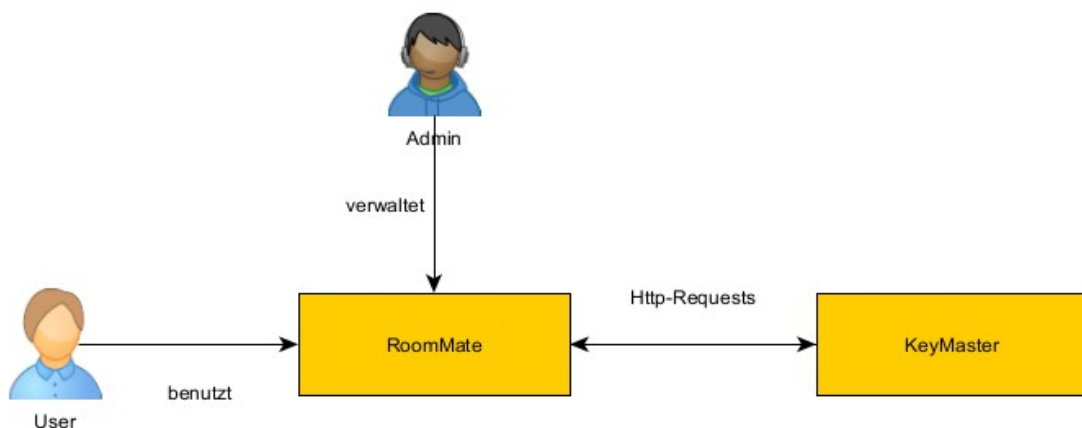 Admin
verwaltet
Http-Requests
RoomMate
KeyMaster
benutzt
User